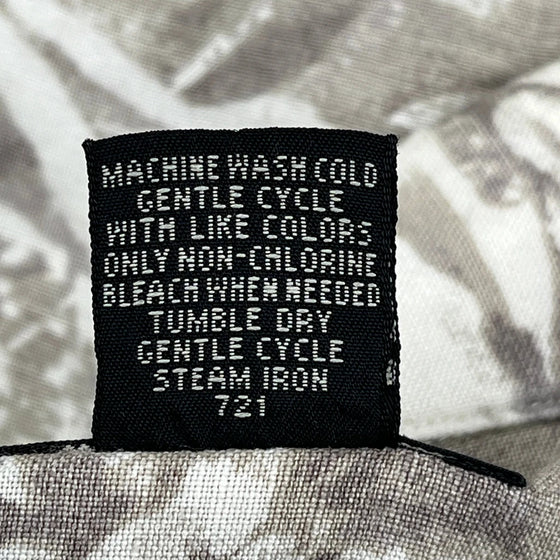 MACHINE WASH COLD
GENTLE CYCLE
WITH LIKE COLORS
ONLY NON-CHLORINE
BLEACH WHEN NEEDED
TUMBLE DRY
GENTLE CYCLE
STEAM IRON
721